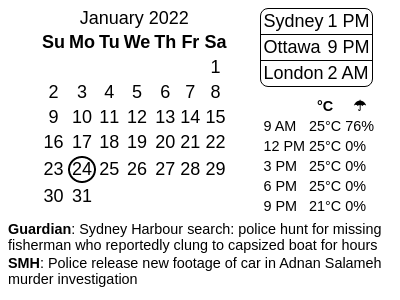 January 2022
Su Mo Tu We Th Fr Sa
1
2 3 4 5 6 7 8
9 10 11 12 13 14 15
16 17 18 19 20 21 22
23 24 25 26 27 28 29
30 31
Sydney 1 PM
Ottawa 9 PM
London 2 AM
°C ☂
9 AM 25°C 76%
12 PM 25°C 0%
3 PM 25°C 0%
6 PM 25°C 0%
9 PM 21°C 0%
Guardian: Sydney Harbour search: police hunt for missing
fisherman who reportedly clung to capsized boat for hours
SMH: Police release new footage of car in Adnan Salameh
murder investigation